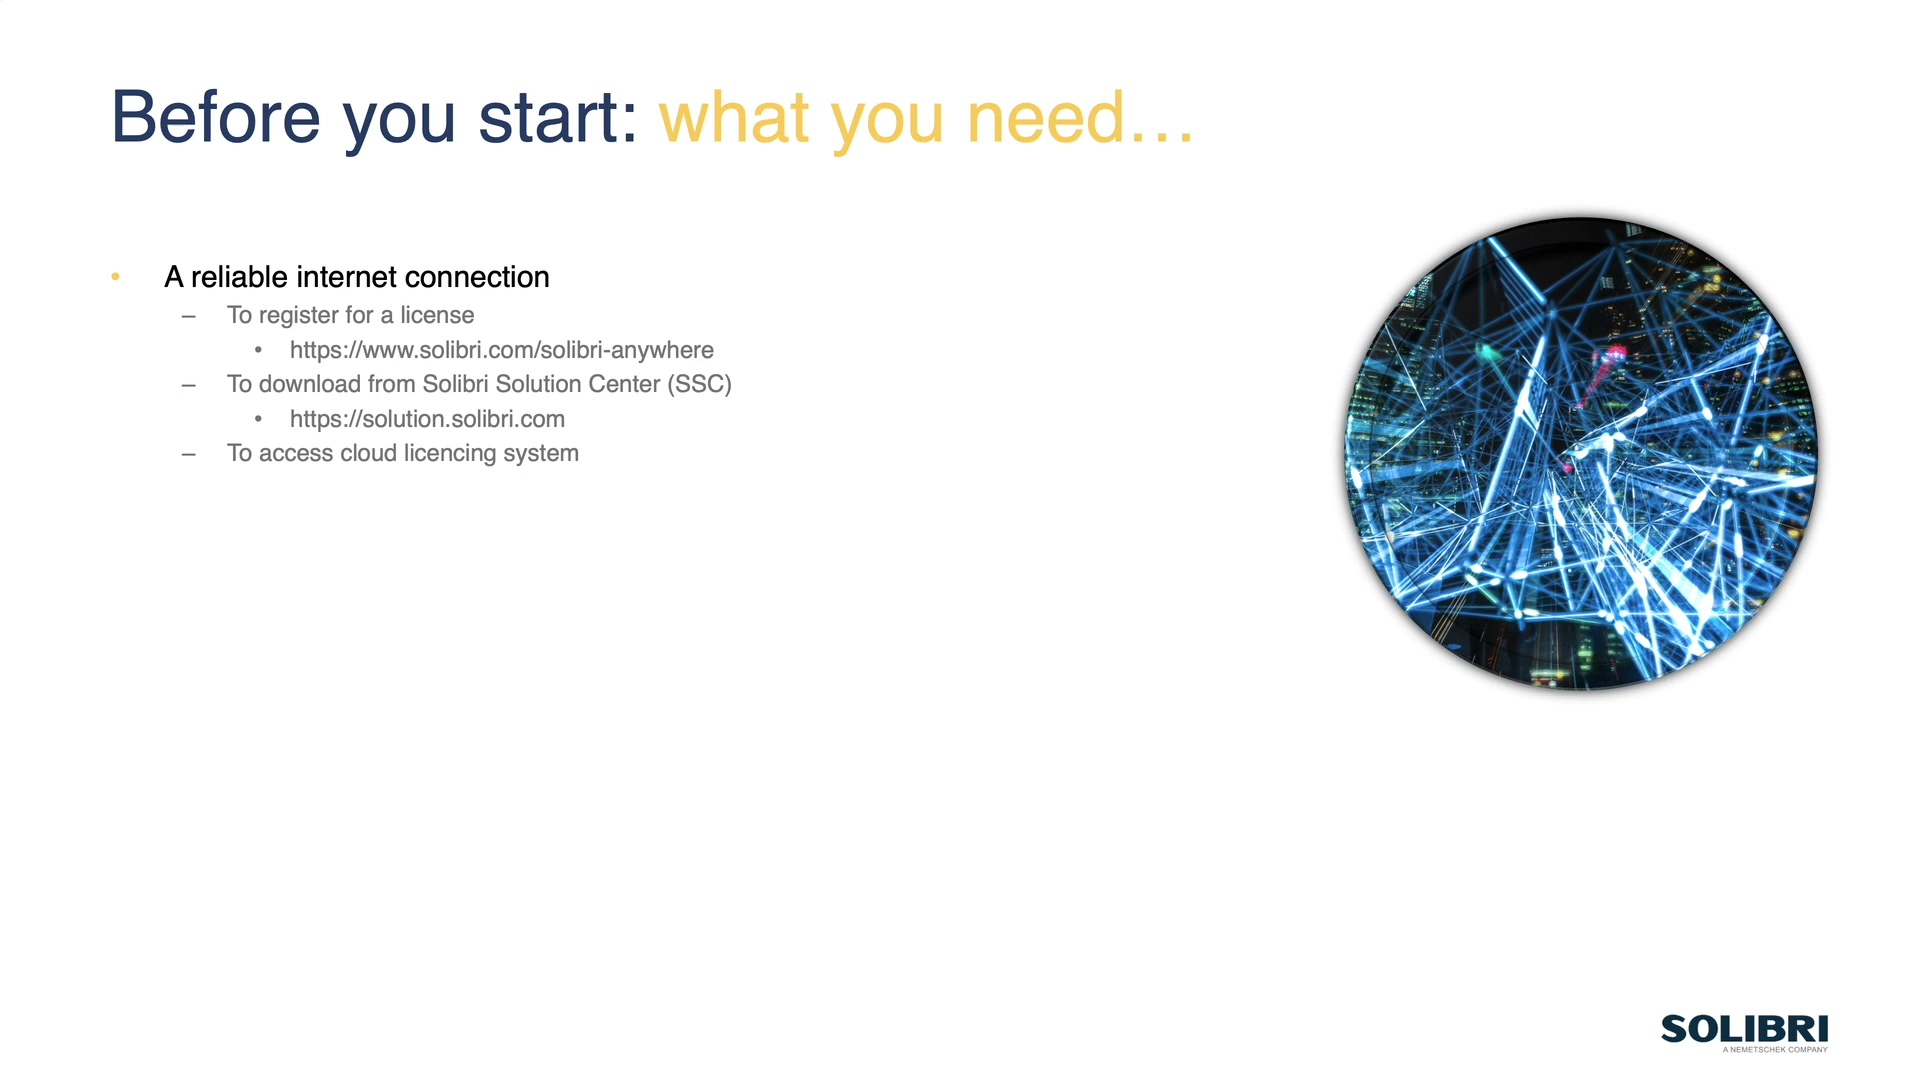 Before you start: what you need…
• A reliable internet connection
– To register for a license
• https://www.solibri.com/solibri-anywhere
– To download from Solibri Solution Center (SSC)
• https://solution.solibri.com
– To access cloud licencing system
SOLIBRI
A NEMETSCHEK COMPANY